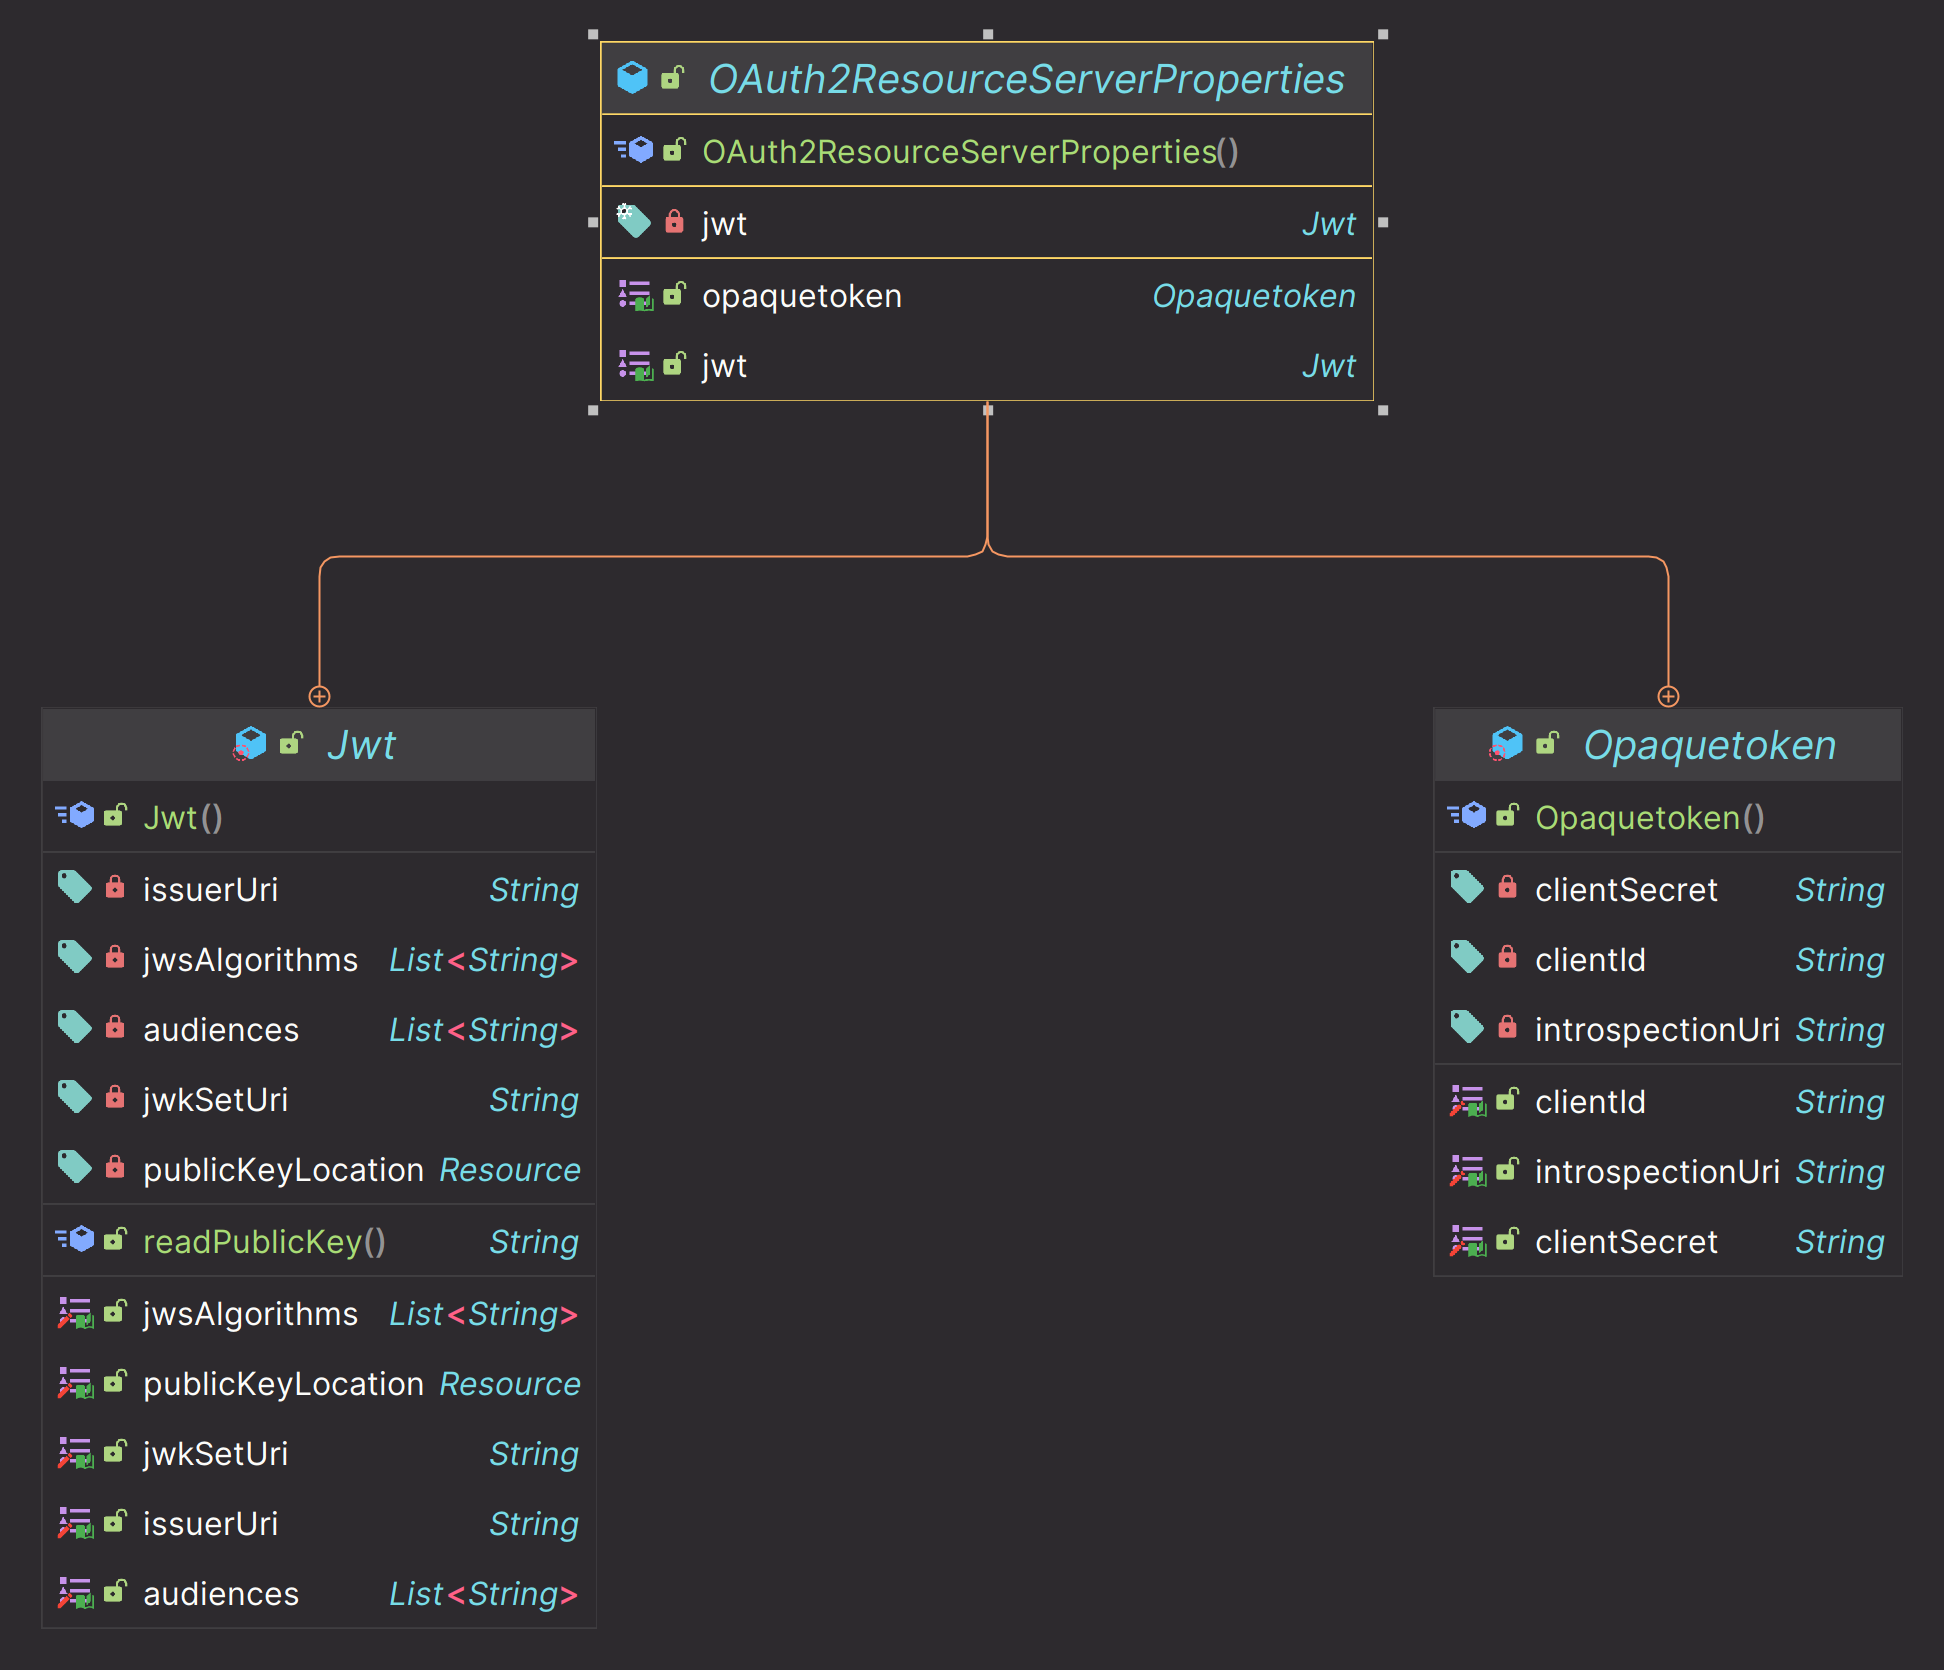 OAuth2ResourceServerProperties
OAuth2ResourceServerProperties()
jwt Jwt
opaquetoken Opaquetoken
jwt Jwt
Jwt
Jwt()
issuerUri String
jwsAlgorithms List<String>
audiences List<String>
jwkSetUri String
publicKeyLocation Resource
readPublicKey() String
jwsAlgorithms List<String>
publicKeyLocation Resource
jwkSetUri String
issuerUri String
audiences List<String>
Opaquetoken
Opaquetoken()
clientSecret String
clientId String
introspectionUri String
clientId String
introspectionUri String
clientSecret String